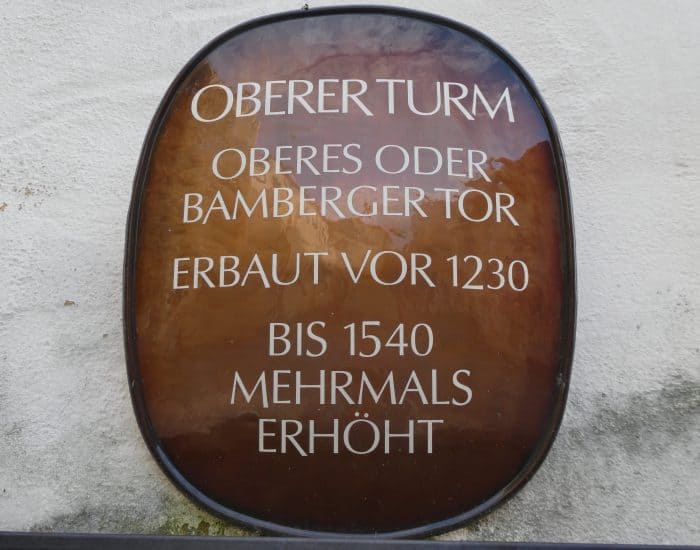 OBERER TURM
OBERES ODER
BAMBERGER TOR
ERBAUT VOR 1230
BIS 1540
MEHRMALS
ERHÖHT